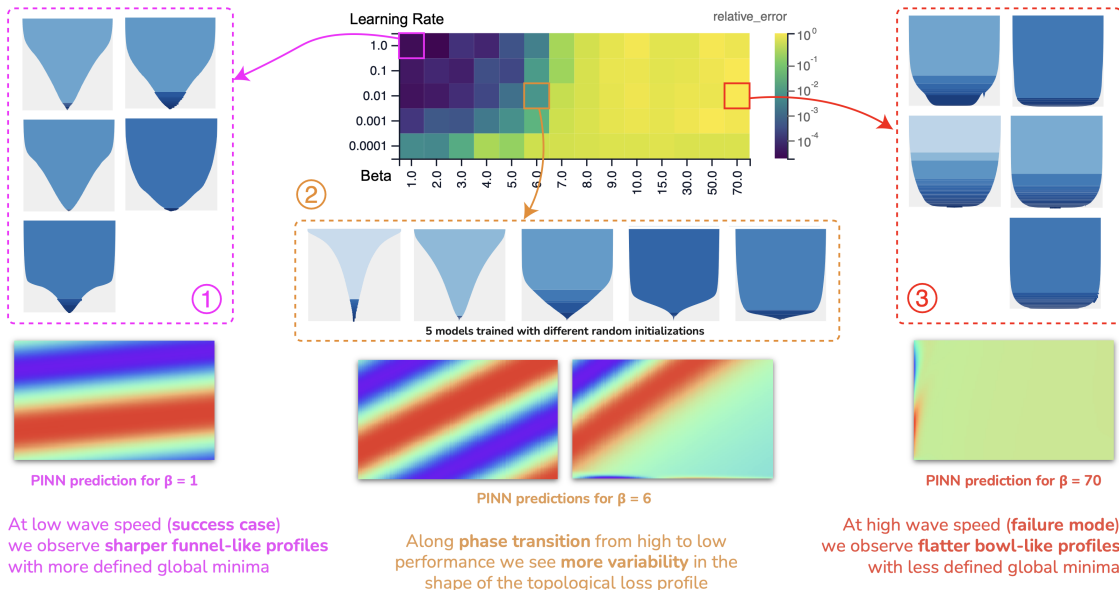 Learning Rate
relative_error
1.0
0.1
0.01
0.001
0.0001
10^0
10^-1
10^-2
10^-3
10^-4
Beta
1.0 2.0 3.0 4.0 5.0 6.0 7.0 8.0 9.0 10.0 15.0 30.0 50.0 70.0
①
②
③
5 models trained with different random initializations
PINN prediction for β = 1
PINN predictions for β = 6
PINN prediction for β = 70
At low wave speed (success case)
we observe sharper funnel-like profiles
with more defined global minima
Along phase transition from high to low
performance we see more variability in the
shape of the topological loss profile
At high wave speed (failure mode)
we observe flatter bowl-like profiles
with less defined global minima